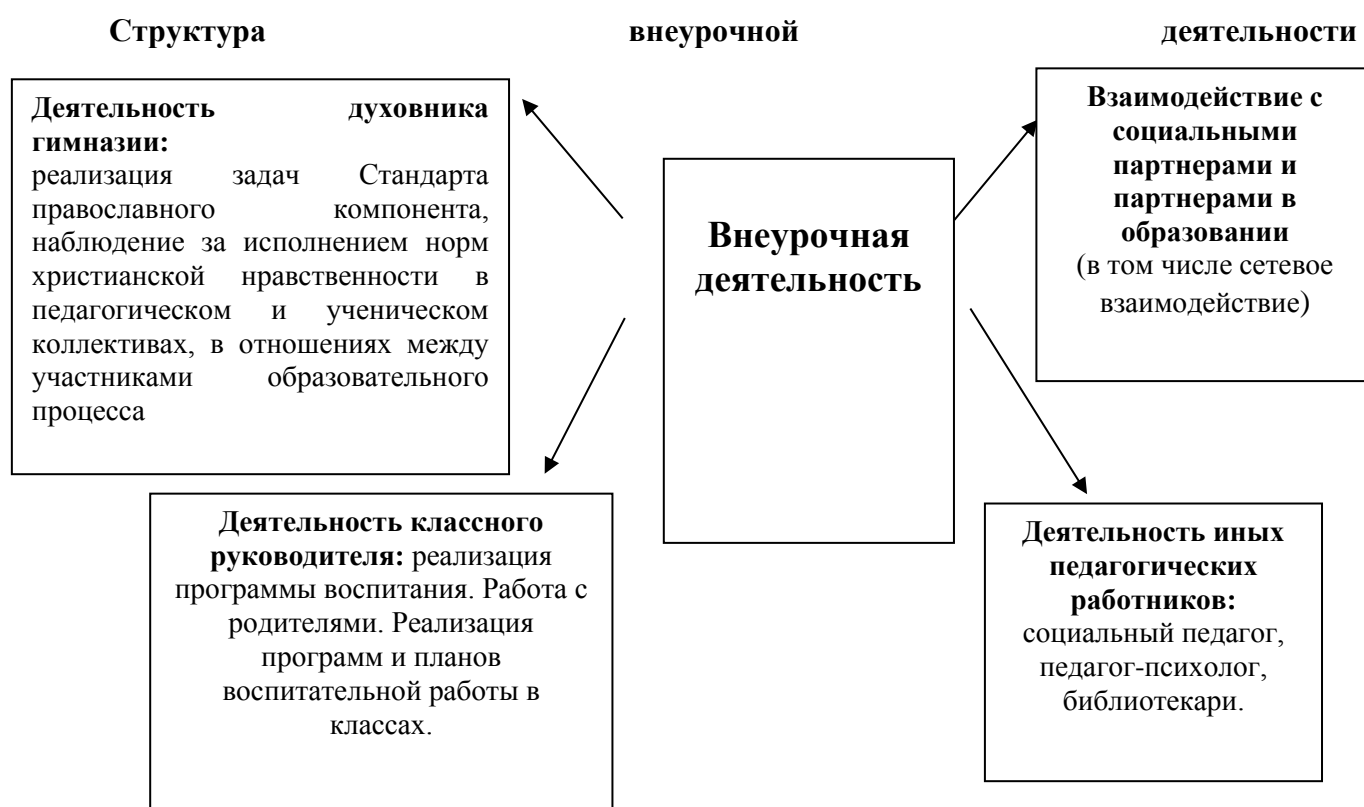 Структура внеурочной деятельности
Деятельность духовника
гимназии:
реализация задач Стандарта
православного компонента,
наблюдение за исполнением норм
христианской нравственности в
педагогическом и ученическом
коллективах, в отношениях между
участниками образовательного
процесса
Внеурочная
деятельность
Взаимодействие с
социальными
партнерами и
партнерами в
образовании
(в том числе сетевое
взаимодействие)
Деятельность классного
руководителя: реализация
программы воспитания. Работа с
родителями. Реализация
программ и планов
воспитательной работы в
классах.
Деятельность иных
педагогических
работников:
социальный педагог,
педагог-психолог,
библиотекари.